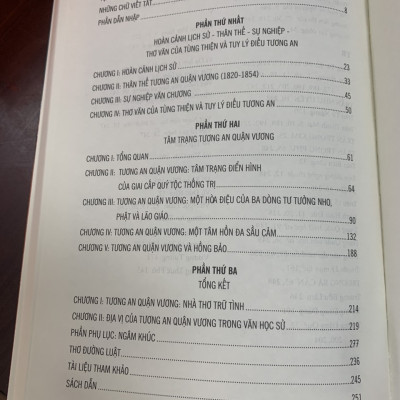 NHỮNG CHỮ VIẾT TẮT
PHẦN DẪN NHẬP 8
PHẦN THỨ NHẤT
HOÀN CẢNH LỊCH SỬ - THÂN THẾ - SỰ NGHIỆP -
THƠ VĂN CỦA TÙNG THIỆN VÀ TUY LÝ ĐIẾU TƯƠNG AN
CHƯƠNG I: HOÀN CẢNH LỊCH SỬ 23
CHƯƠNG II: THÂN THẾ TƯƠNG AN QUẬN VƯƠNG (1820-1854) 33
CHƯƠNG III: SỰ NGHIỆP VĂN CHƯƠNG 45
CHƯƠNG IV: THƠ VĂN CỦA TÙNG THIỆN VÀ TUY LÝ ĐIẾU TƯƠNG AN 50
PHẦN THỨ HAI
TÂM TRẠNG TƯƠNG AN QUẬN VƯƠNG
CHƯƠNG I: TỔNG QUAN 61
CHƯƠNG II: TƯƠNG AN QUẬN VƯƠNG: TÂM TRẠNG ĐIỂN HÌNH
CỦA GIAI CẤP QUÝ TỘC THỐNG TRỊ 64
CHƯƠNG III: TƯƠNG AN QUẬN VƯƠNG: MỘT HÒA ĐIỆU CỦA BA DÒNG TƯ TƯỞNG NHO,
PHẬT VÀ LÃO GIÁO 90
CHƯƠNG IV: TƯƠNG AN QUẬN VƯƠNG: MỘT TÂM HỒN ĐA SẦU CẢM 132
CHƯƠNG V: TƯƠNG AN QUẬN VƯƠNG VÀ HỒNG BẢO 188
PHẦN THỨ BA
TỔNG KẾT
CHƯƠNG I: TƯƠNG AN QUẬN VƯƠNG: NHÀ THƠ TRỮ TÌNH 214
CHƯƠNG II: ĐỊA VỊ CỦA TƯƠNG AN QUẬN VƯƠNG TRONG VĂN HỌC SỬ 219
PHẦN PHỤ LỤC: NGÂM KHÚC 277
THƠ ĐƯỜNG LUẬT 236
TÀI LIỆU THAM KHẢO 245
SÁCH DẪN 251